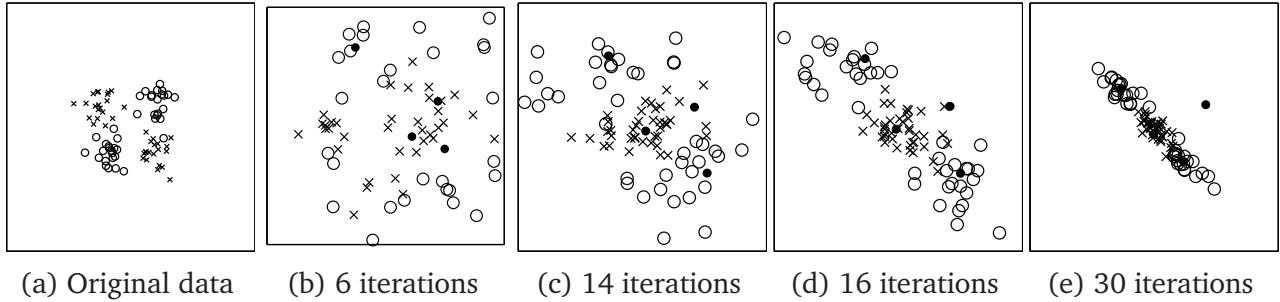 (a) Original data (b) 6 iterations (c) 14 iterations (d) 16 iterations (e) 30 iterations